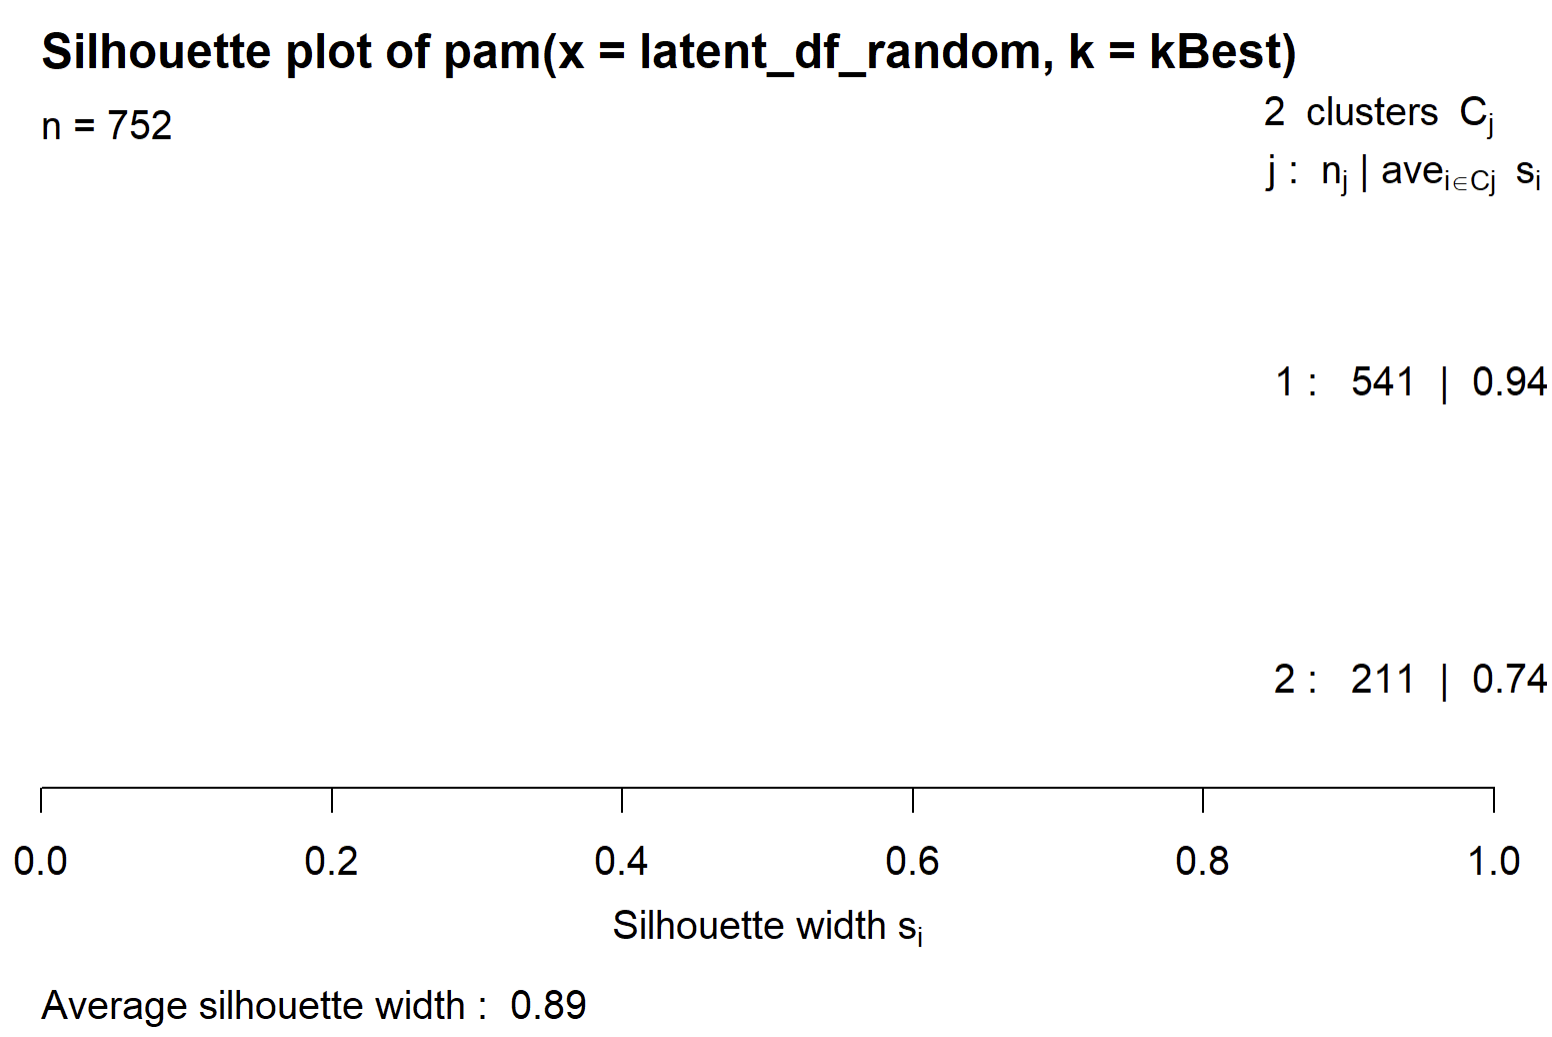 Silhouette plot of pam(x = latent_df_random, k = kBest)
n = 752
2 clusters Cj
j : nj | avei∈Cj si
1 : 541 | 0.94
2 : 211 | 0.74
0.0 0.2 0.4 0.6 0.8 1.0
Silhouette width si
Average silhouette width : 0.89